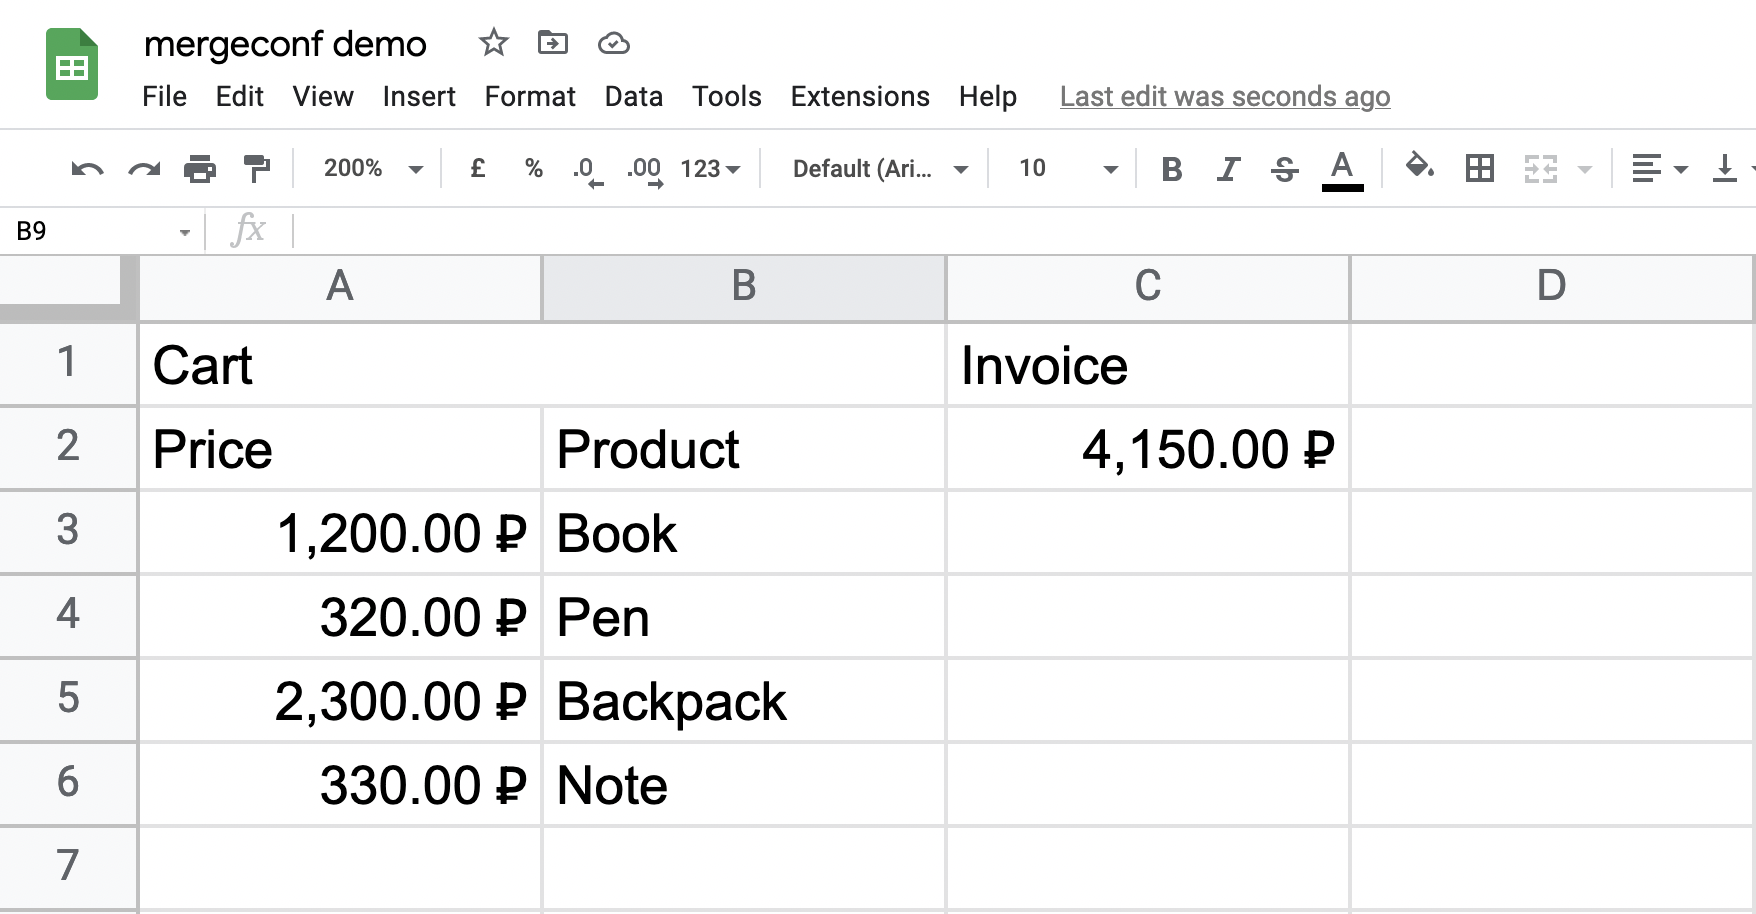 mergeconf demo
File Edit View Insert Format Data Tools Extensions Help Last edit was seconds ago
200% £ % .0 .00 123 Default (Ari... 10 B I S A
B9 fx
A B C D
1 Cart Invoice
2 Price Product 4,150.00 ₽
3 1,200.00 ₽ Book
4 320.00 ₽ Pen
5 2,300.00 ₽ Backpack
6 330.00 ₽ Note
7